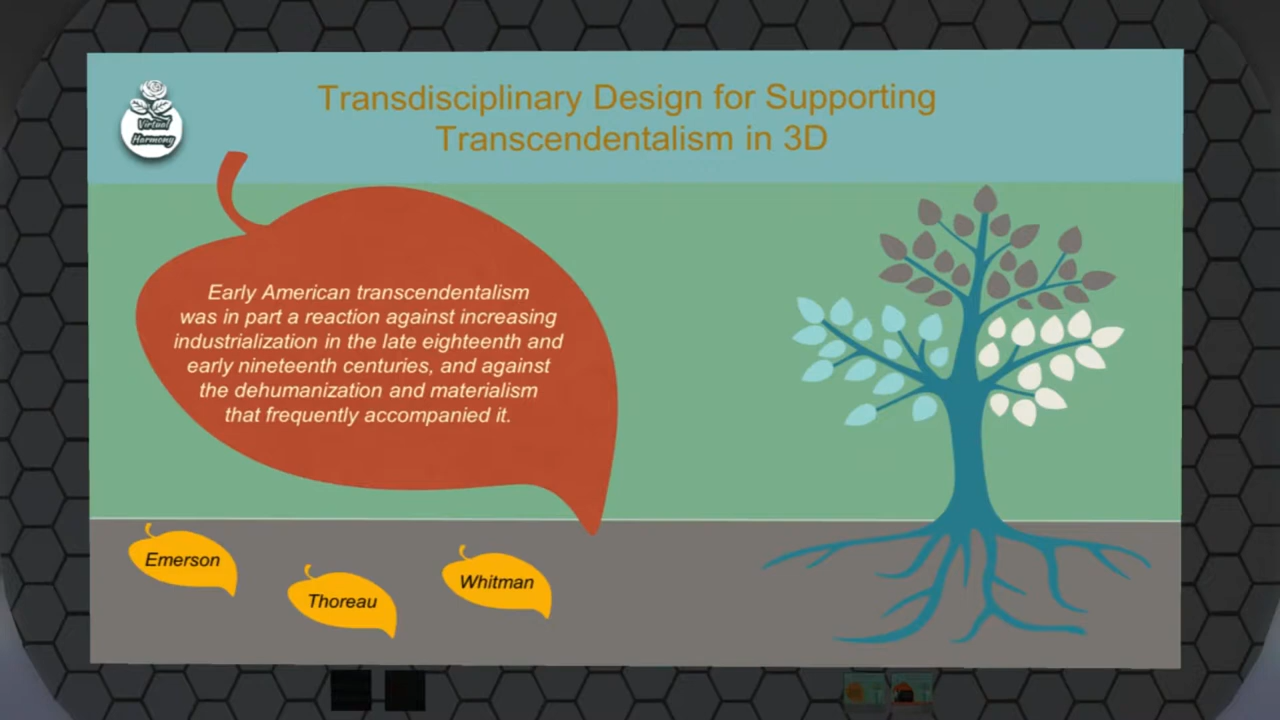 Virtual
Harmony
Transdisciplinary Design for Supporting
Transcendentalism in 3D
Early American transcendentalism
was in part a reaction against increasing
industrialization in the late eighteenth and
early nineteenth centuries, and against
the dehumanization and materialism
that frequently accompanied it.
Emerson
Thoreau
Whitman